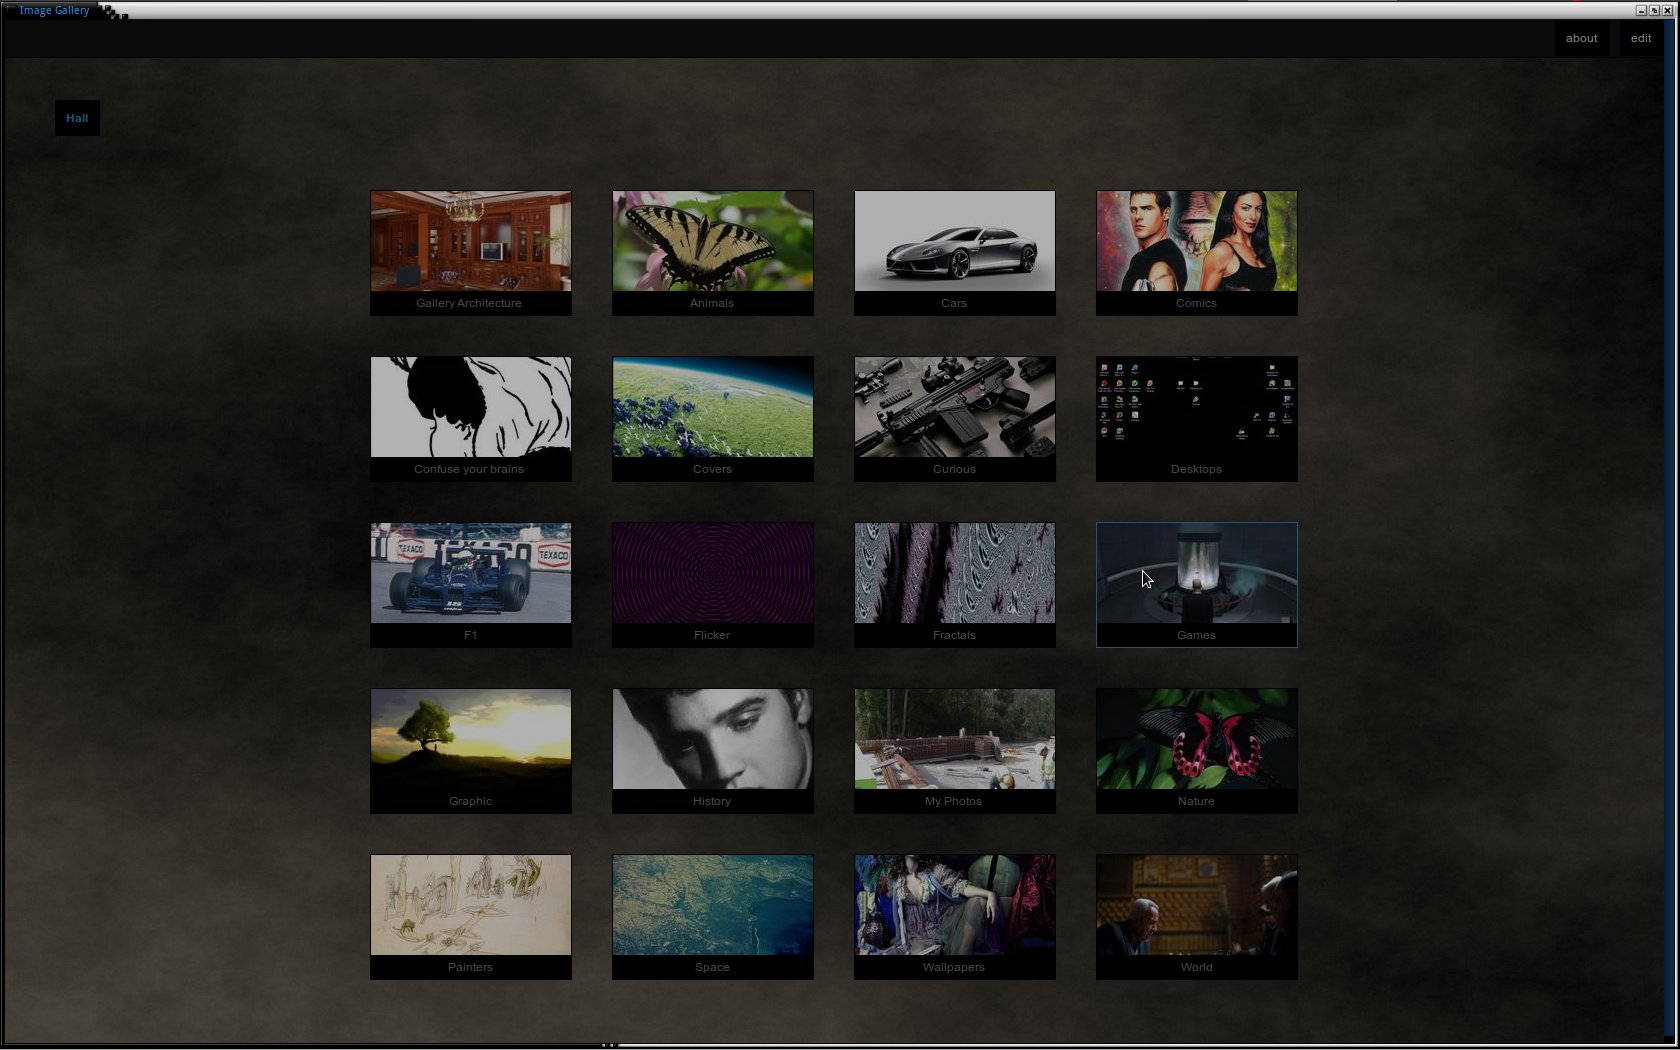 Image Gallery
about
edit
Hall
Gallery Architecture
Animals
Cars
Comics
Confuse your brains
Covers
Curious
Desktops
TEXACO
TEXACO
F1
Flicker
Fractals
Games
Graphic
History
My Photos
Nature
Painters
Space
Wallpapers
World